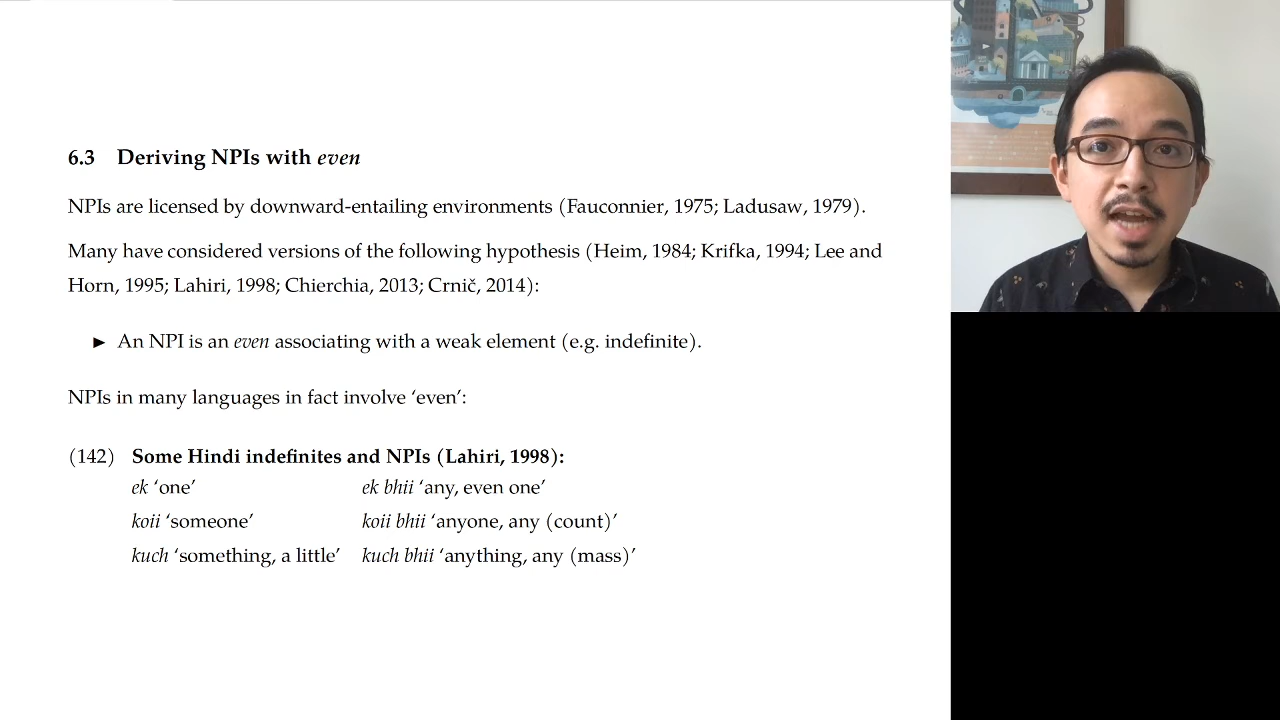 6.3 Deriving NPIs with even
NPIs are licensed by downward-entailing environments (Fauconnier, 1975; Ladusaw, 1979).
Many have considered versions of the following hypothesis (Heim, 1984; Krifka, 1994; Lee and
Horn, 1995; Lahiri, 1998; Chierchia, 2013; Crnič, 2014):
► An NPI is an even associating with a weak element (e.g. indefinite).
NPIs in many languages in fact involve ‘even’:
(142) Some Hindi indefinites and NPIs (Lahiri, 1998):
ek ‘one’ ek bhii ‘any, even one’
koii ‘someone’ koii bhii ‘anyone, any (count)’
kuch ‘something, a little’ kuch bhii ‘anything, any (mass)’